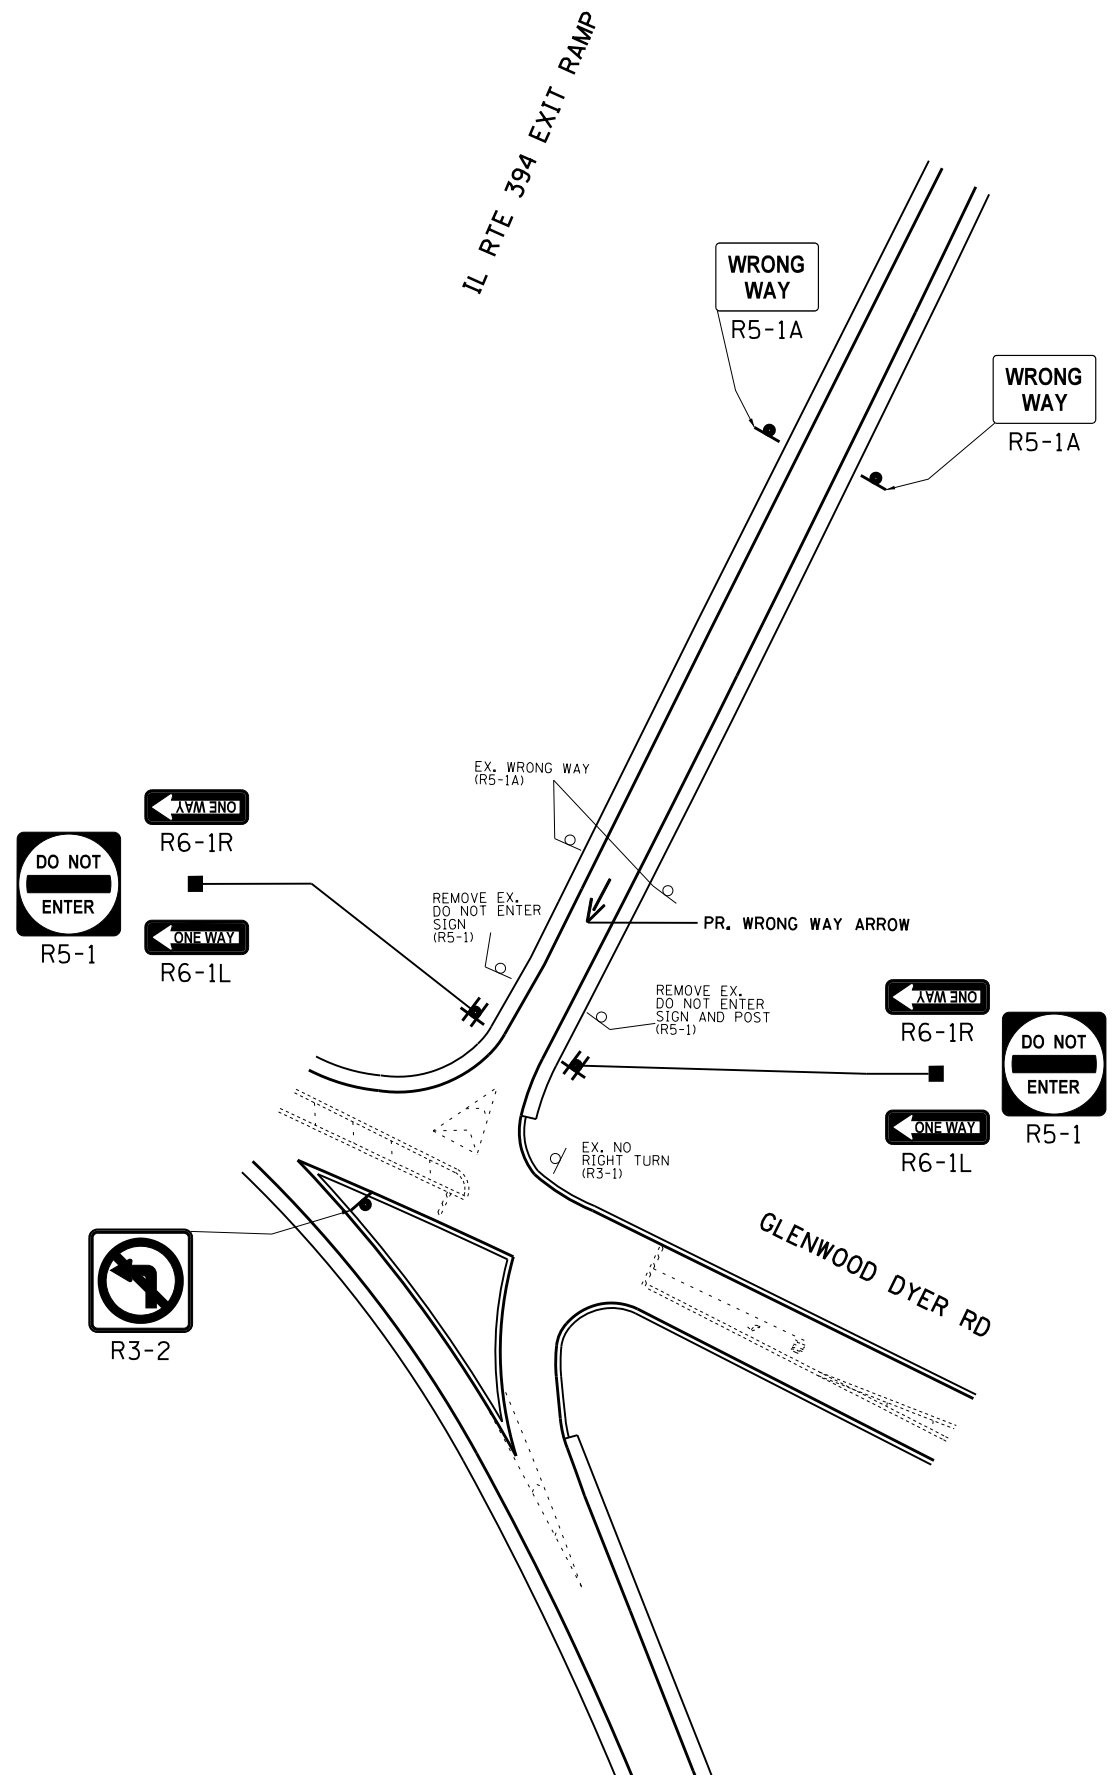 IL RTE 394 EXIT RAMP
WRONG
WAY
R5-1A
WRONG
WAY
R5-1A
EX. WRONG WAY
(R5-1A)
ONE WAY
R6-1R
DO NOT
ENTER
R5-1
ONE WAY
R6-1L
REMOVE EX.
DO NOT ENTER
SIGN
(R5-1)
PR. WRONG WAY ARROW
REMOVE EX.
DO NOT ENTER
SIGN AND POST
(R5-1)
ONE WAY
R6-1R
DO NOT
ENTER
R5-1
ONE WAY
R6-1L
EX. NO
RIGHT TURN
(R3-1)
GLENWOOD DYER RD
R3-2